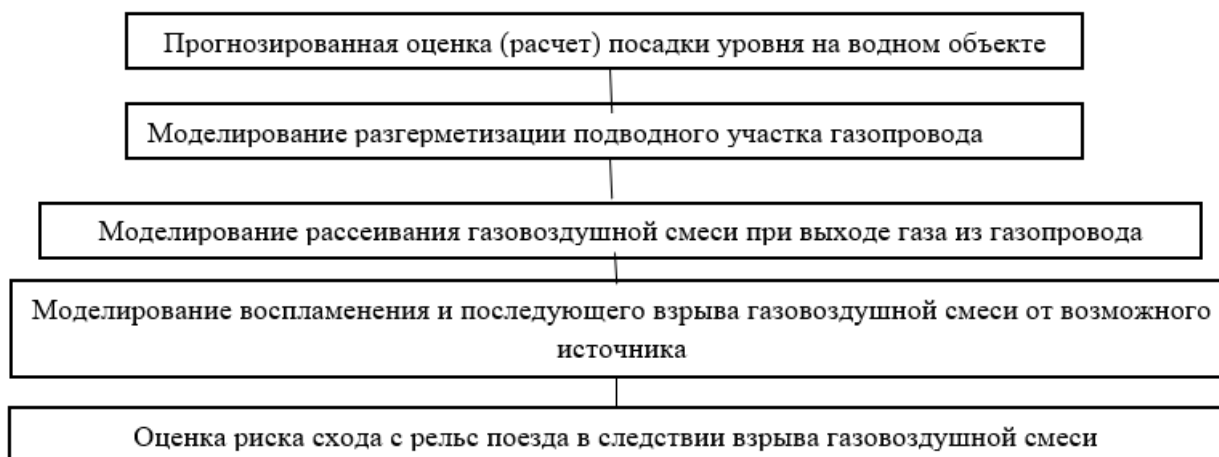 Прогнозированная оценка (расчет) посадки уровня на водном объекте
Моделирование разгерметизации подводного участка газопровода
Моделирование рассеивания газовоздушной смеси при выходе газа из газопровода
Моделирование воспламенения и последующего взрыва газовоздушной смеси от возможного
источника
Оценка риска схода с рельс поезда в следствии взрыва газовоздушной смеси